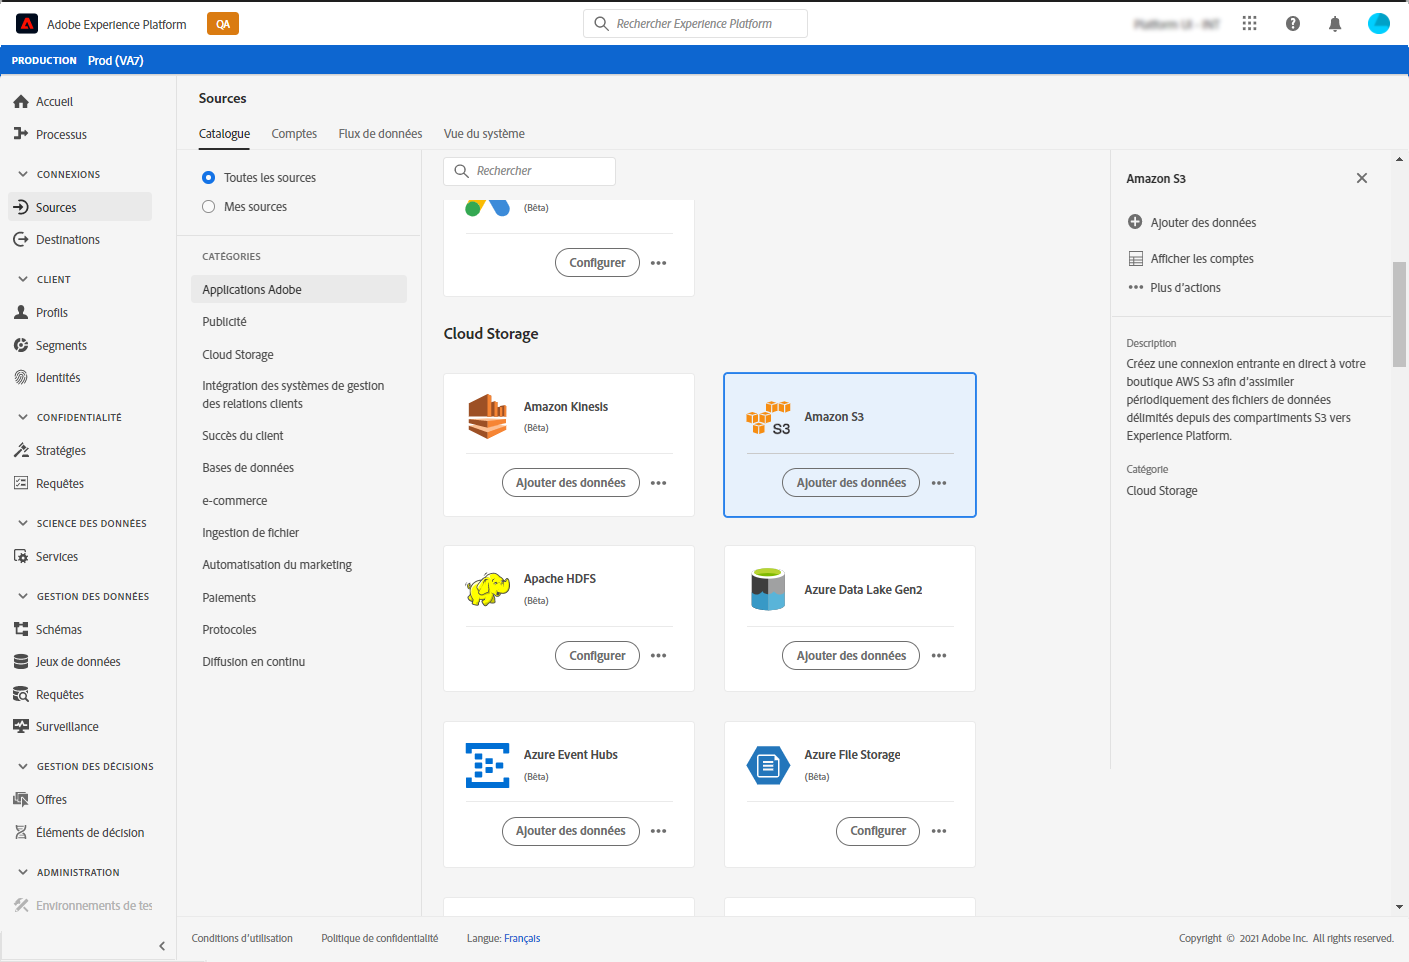 Adobe Experience Platform
QA
Rechercher Experience Platform
PRODUCTION Prod (VA7)
Accueil
Processus
CONNEXIONS
Sources
Destinations
CLIENT
Profils
Segments
Identités
CONFIDENTIALITÉ
Stratégies
Requêtes
SCIENCE DES DONNÉES
Services
GESTION DES DONNÉES
Schémas
Jeux de données
Requêtes
Surveillance
GESTION DES DÉCISIONS
Offres
Éléments de décision
ADMINISTRATION
Environnements de tes
Sources
Catalogue Comptes Flux de données Vue du système
Toutes les sources
Mes sources
CATÉGORIES
Applications Adobe
Publicité
Cloud Storage
Intégration des systèmes de gestion
des relations clients
Succès du client
Bases de données
e-commerce
Ingestion de fichier
Automatisation du marketing
Paiements
Protocoles
Diffusion en continu
Rechercher
(Bêta)
Configurer
Cloud Storage
Amazon Kinesis
(Bêta)
Ajouter des données
S3
Amazon S3
Ajouter des données
Apache HDFS
(Bêta)
Configurer
Azure Data Lake Gen2
Ajouter des données
Azure Event Hubs
(Bêta)
Ajouter des données
Azure File Storage
(Bêta)
Configurer
Amazon S3
Ajouter des données
Afficher les comptes
Plus d'actions
Description
Créez une connexion entrante en direct à votre
boutique AWS S3 afin d'assimiler
périodiquement des fichiers de données
délimités depuis des compartiments S3 vers
Experience Platform.
Catégorie
Cloud Storage
Conditions d'utilisation Politique de confidentialité Langue: Français
Copyright © 2021 Adobe Inc. All rights reserved.